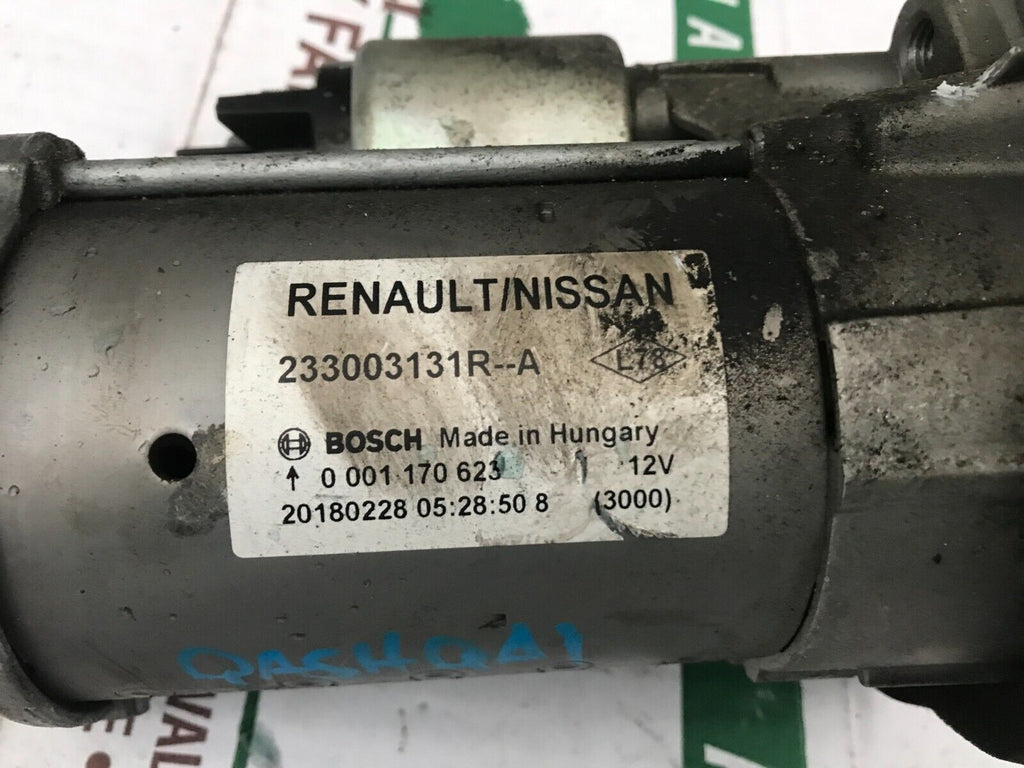 RENAULT/NISSAN
233003131R--A L78
BOSCH Made in Hungary
↑ 0 001 170 623 12V
20180228 05:28:50 8 (3000)
QASHQAI